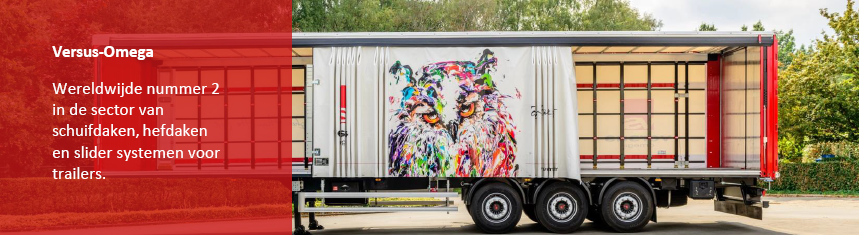 Versus-Omega
Wereldwijde nummer 2
in de sector van
schuifdaken, hefdaken
en slider systemen voor
trailers.